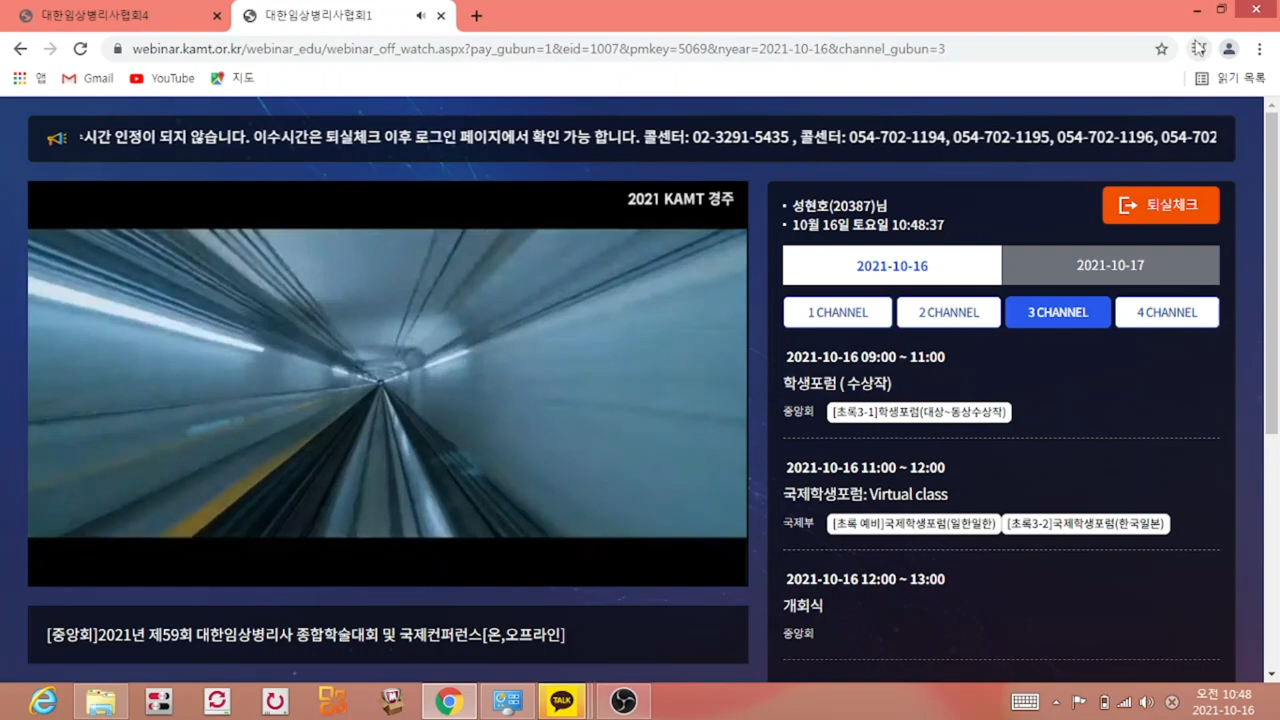 대한임상병리사협회4
대한임상병리사협회1
webinar.kamt.or.kr/webinar_edu/webinar_off_watch.aspx?pay_gubun=1&eid=1007&pmkey=5069&nyear=2021-10-16&channel_gubun=3
앱 Gmail YouTube 지도 읽기 목록
시간 인정이 되지 않습니다. 이수시간은 퇴실체크 이후 로그인 페이지에서 확인 가능 합니다. 콜센터: 02-3291-5435 , 콜센터: 054-702-1194, 054-702-1195, 054-702-1196, 054-702
2021 KAMT 경주
성현호(20387)님
10월 16일 토요일 10:48:37
퇴실체크
2021-10-16 2021-10-17
1 CHANNEL 2 CHANNEL 3 CHANNEL 4 CHANNEL
2021-10-16 09:00 ~ 11:00
학생포럼 ( 수상작)
중앙회 [초록3-1]학생포럼(대상~동상수상작)
2021-10-16 11:00 ~ 12:00
국제학생포럼: Virtual class
국제부 [초록 예비]국제학생포럼(일한일한) [초록3-2]국제학생포럼(한국일본)
2021-10-16 12:00 ~ 13:00
개회식
중앙회
[중앙회]2021년 제59회 대한임상병리사 종합학술대회 및 국제컨퍼런스[온,오프라인]
TALK
오전 10:48
2021-10-16